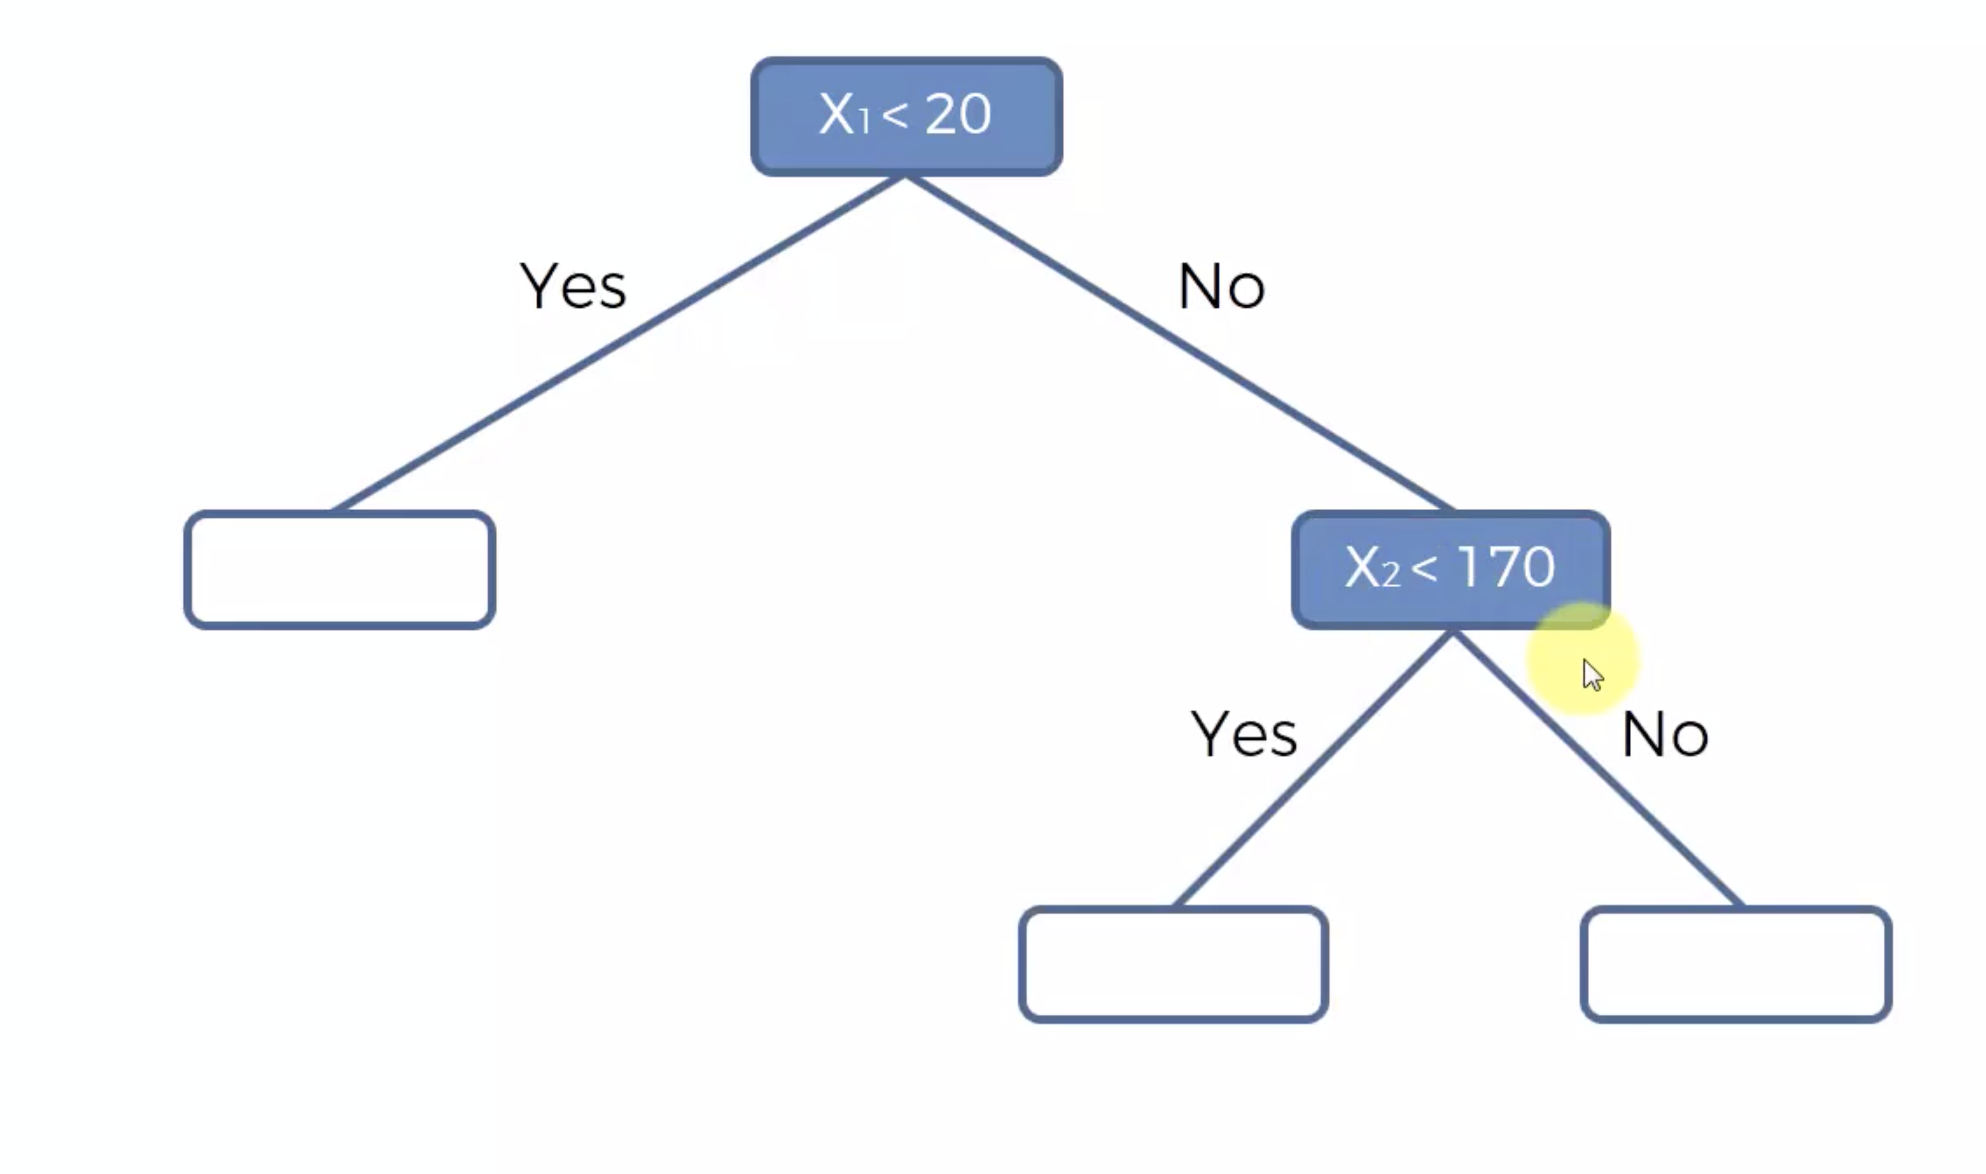 X₁ < 20
Yes
No
X₂ < 170
Yes
No